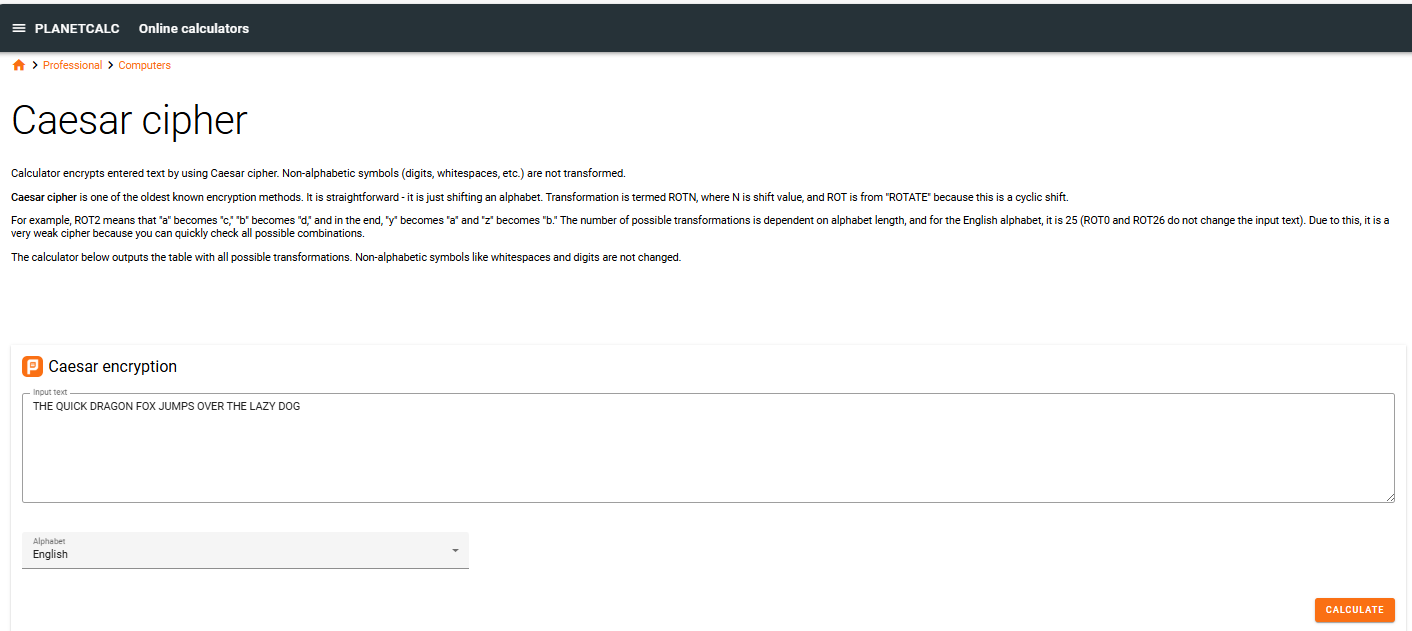 PLANETCALC Online calculators
Professional Computers
Caesar cipher
Calculator encrypts entered text by using Caesar cipher. Non-alphabetic symbols (digits, whitespaces, etc.) are not transformed.
Caesar cipher is one of the oldest known encryption methods. It is straightforward - it is just shifting an alphabet. Transformation is termed ROTN, where N is shift value, and ROT is from "ROTATE" because this is a cyclic shift.
For example, ROT2 means that "a" becomes "c," "b" becomes "d," and in the end, "y" becomes "a" and "z" becomes "b." The number of possible transformations is dependent on alphabet length, and for the English alphabet, it is 25 (ROT0 and ROT26 do not change the input text). Due to this, it is a
very weak cipher because you can quickly check all possible combinations.
The calculator below outputs the table with all possible transformations. Non-alphabetic symbols like whitespaces and digits are not changed.
Caesar encryption
Input text
THE QUICK DRAGON FOX JUMPS OVER THE LAZY DOG
Alphabet
English
CALCULATE